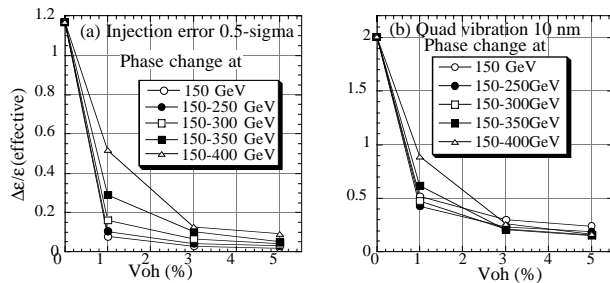 (a) Injection error 0.5-sigma
Phase change at
150 GeV
150-250 GeV
150-300 GeV
150-350 GeV
150-400 GeV
Δε/ε(effective)
1.2
1
0.8
0.6
0.4
0.2
0
0 1 2 3 4 5
Voh (%)
(b) Quad vibration 10 nm
Phase change at
150 GeV
150-250GeV
150-300GeV
150-350GeV
150-400GeV
2
1.5
1
0.5
0
0 1 2 3 4 5
Voh (%)